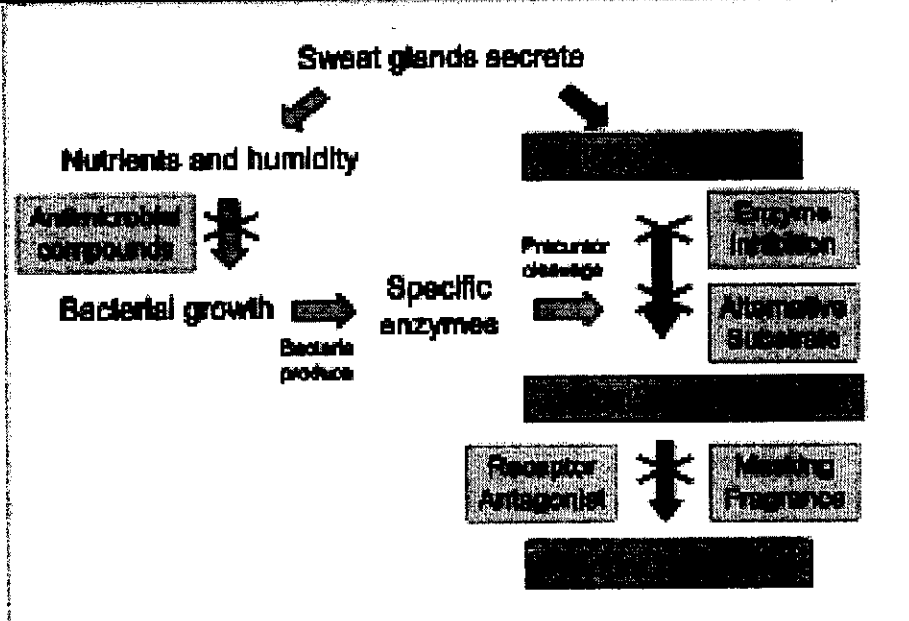 Sweat glands secrete
Nutrients and humidity
Antimicrobial
compounds
Enzyme
Inhibition
Precursor
cleavage
Bacterial growth
Specific
enzymes
Alternative
Substrate
Bacteria
produce
Receptor
Antagonist
Masking
Fragrance